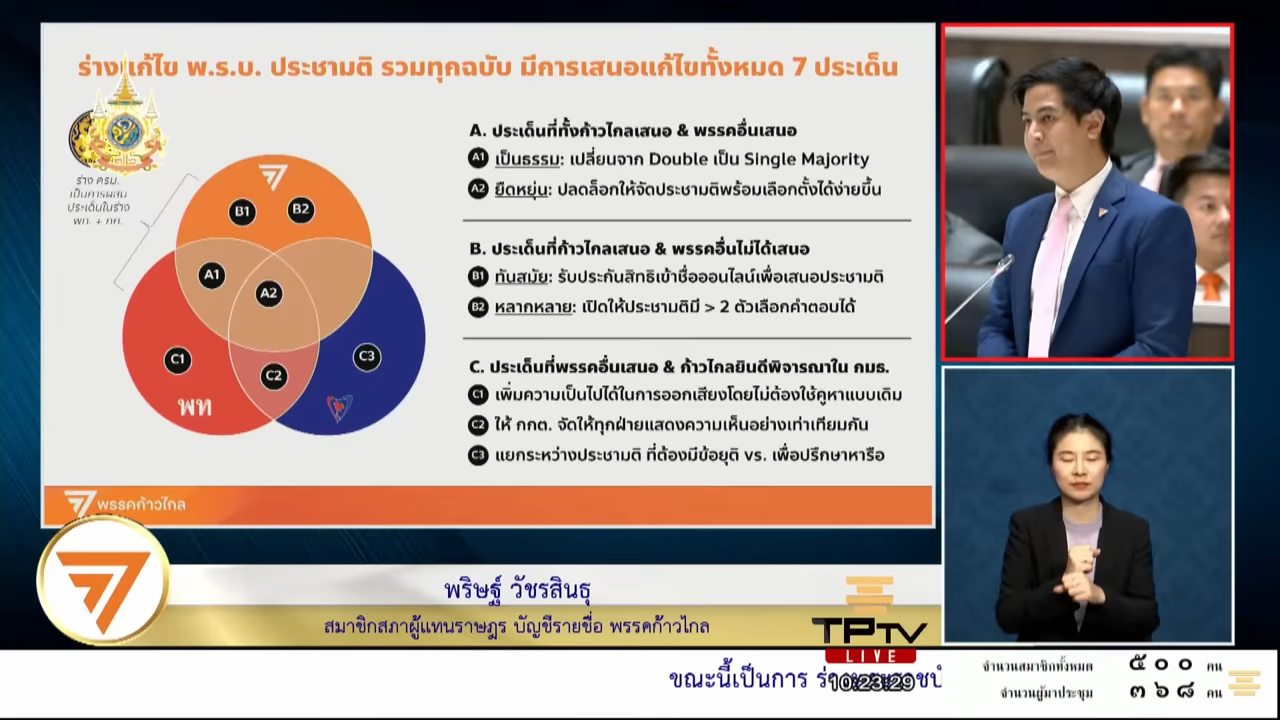 ร่างแก้ไข พ.ร.บ. ประชามติ รวมทุกฉบับ มีการเสนอแก้ไขทั้งหมด 7 ประเด็น
ร่าง ครม.
เป็นการผสม
ประเด็นในร่าง
พท. + กก.
B1 B2
A1
A2
C1
C2
C3
พท
A. ประเด็นที่ทั้งก้าวไกลเสนอ & พรรคอื่นเสนอ
A1 เป็นธรรม: เปลี่ยนจาก Double เป็น Single Majority
A2 ยืดหยุ่น: ปลดล็อกให้จัดประชามติพร้อมเลือกตั้งได้ง่ายขึ้น
B. ประเด็นที่ก้าวไกลเสนอ & พรรคอื่นไม่ได้เสนอ
B1 ทันสมัย: รับประกันสิทธิเข้าชื่อออนไลน์เพื่อเสนอประชามติ
B2 หลากหลาย: เปิดให้ประชามติมี > 2 ตัวเลือกคำตอบได้
C. ประเด็นที่พรรคอื่นเสนอ & ก้าวไกลยินดีพิจารณาใน กมธ.
C1 เพิ่มความเป็นไปได้ในการออกเสียงโดยไม่ต้องใช้คูหาแบบเดิม
C2 ให้ กกต. จัดให้ทุกฝ่ายแสดงความเห็นอย่างเท่าเทียมกัน
C3 แยกระหว่างประชามติ ที่ต้องมีข้อยุติ vs. เพื่อปรึกษาหารือ
พรรคก้าวไกล
พริษฐ์ วัชรสินธุ
สมาชิกสภาผู้แทนราษฎร บัญชีรายชื่อ พรรคก้าวไกล
TPTV
LIVE
10:23:29
ขณะนี้เป็นการ
จำนวนสมาชิกทั้งหมด ๕๐๐ คน
จำนวนผู้มาประชุม ๓๖๘ คน